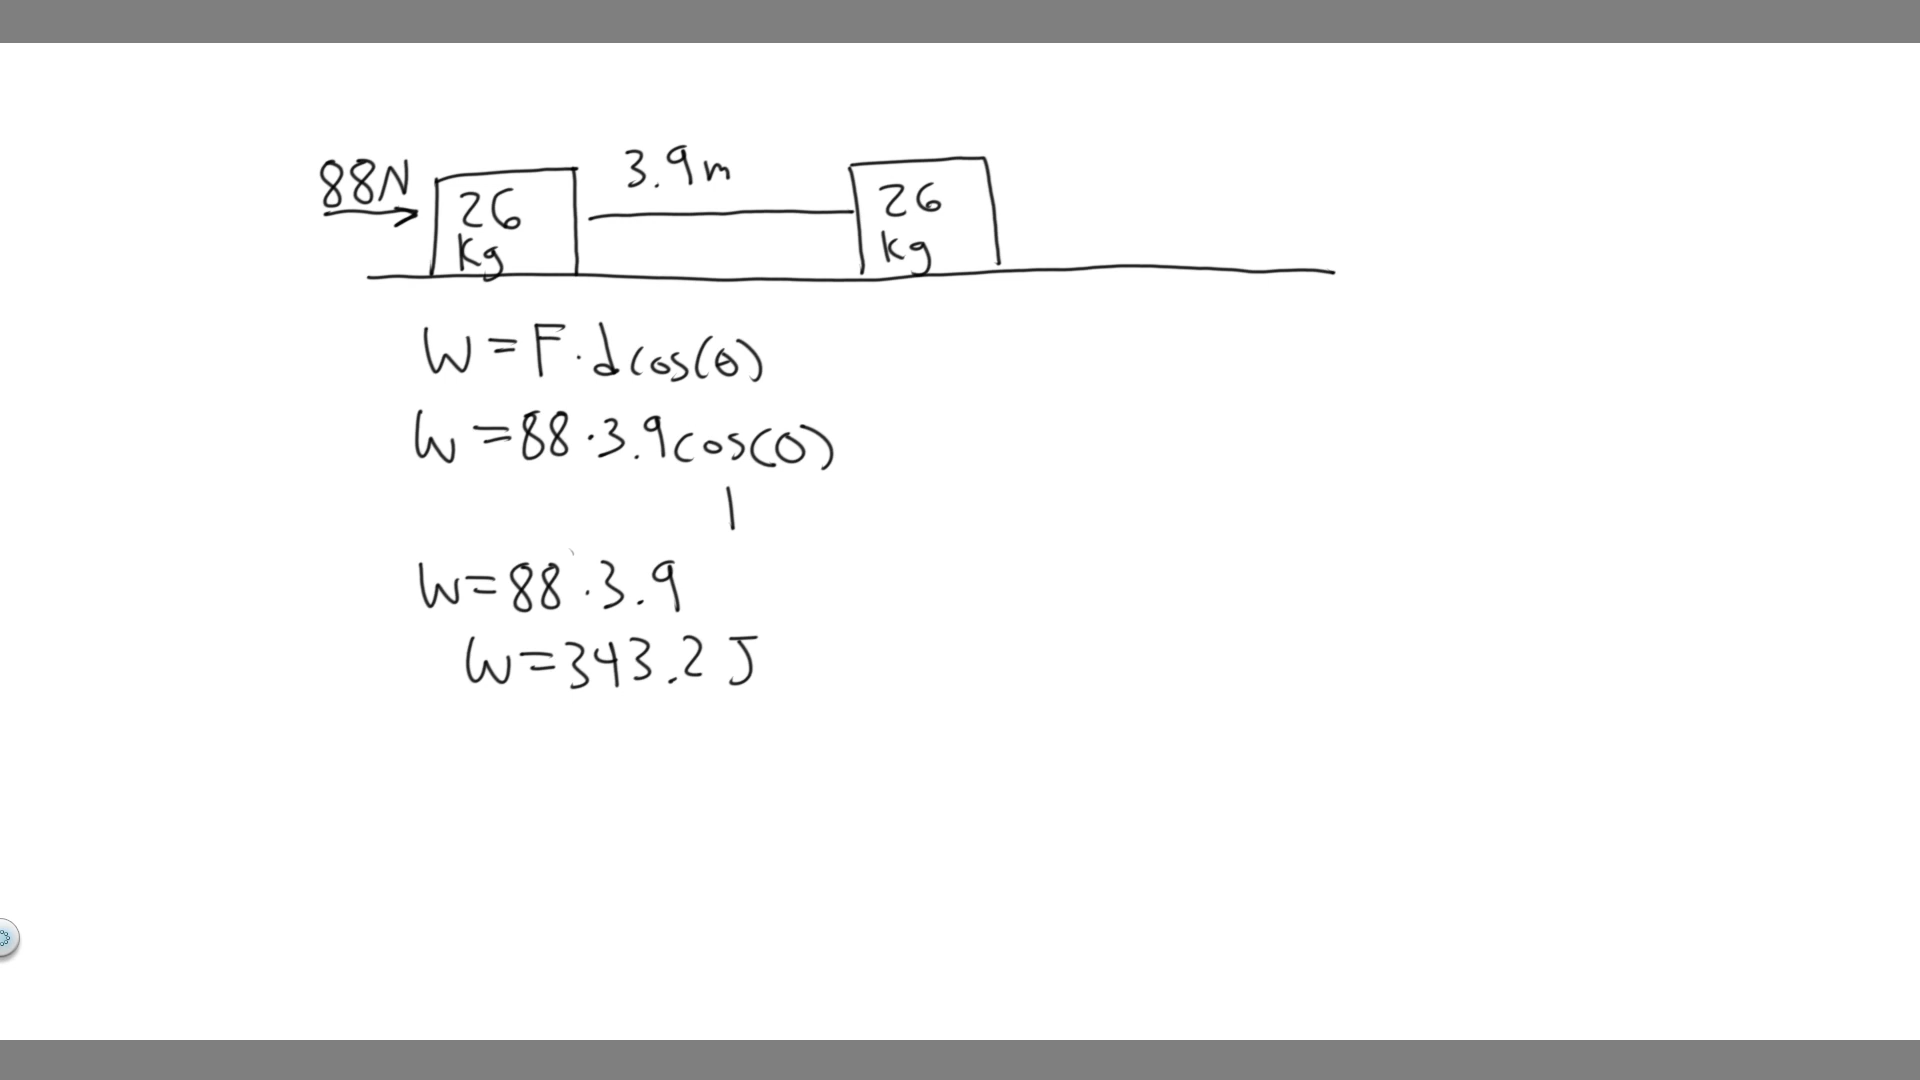 88N
26
kg
3.9m
26
kg
W = F · d cos(θ)
W = 88 · 3.9 cos(0)
1
W = 88 · 3.9
W = 343.2 J